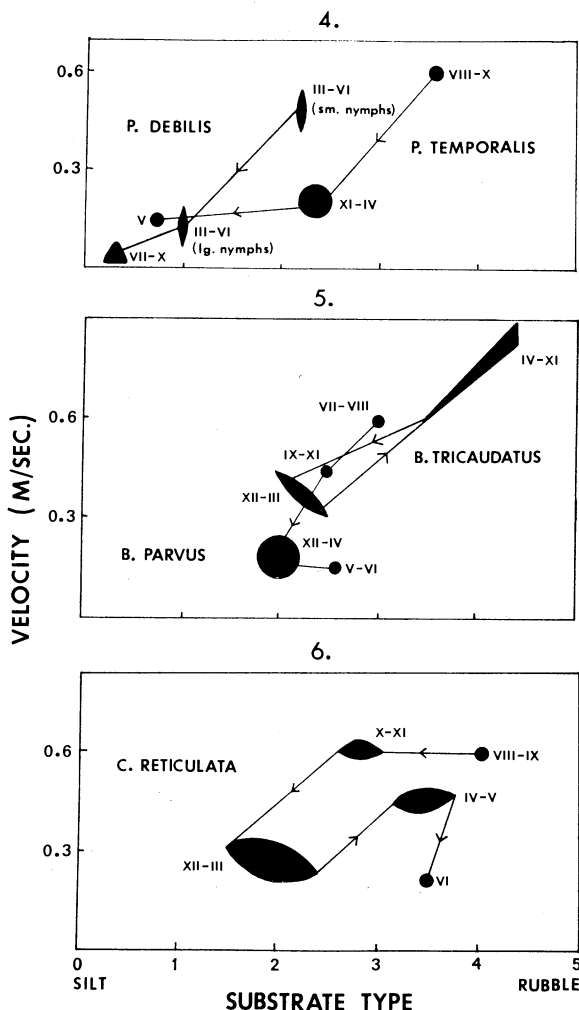 4.
0.6
0.3
P. DEBILIS
III-VI
(sm. nymphs)
VIII-X
P. TEMPORALIS
XI-IV
V
III-VI
(lg. nymphs)
VII-X
5.
0.6
0.3
IV-XI
VII-VIII
IX-XI
B. TRICAUDATUS
XII-III
XII-IV
B. PARVUS
V-VI
VELOCITY (M/SEC.)
6.
0.6
0.3
X-XI
C. RETICULATA
VIII-IX
IV-V
XII-III
VI
0 1 2 3 4 5
SILT RUBBLE
SUBSTRATE TYPE